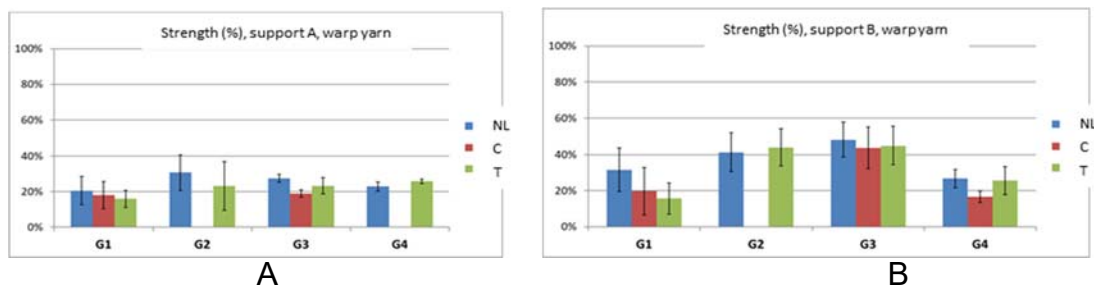 Strength (%), support A, warp yarn
100%
80%
60%
40%
20%
0%
G1 G2 G3 G4
NL
C
T
A
Strength (%), support B, warp yarn
100%
80%
60%
40%
20%
0%
G1 G2 G3 G4
NL
C
T
B